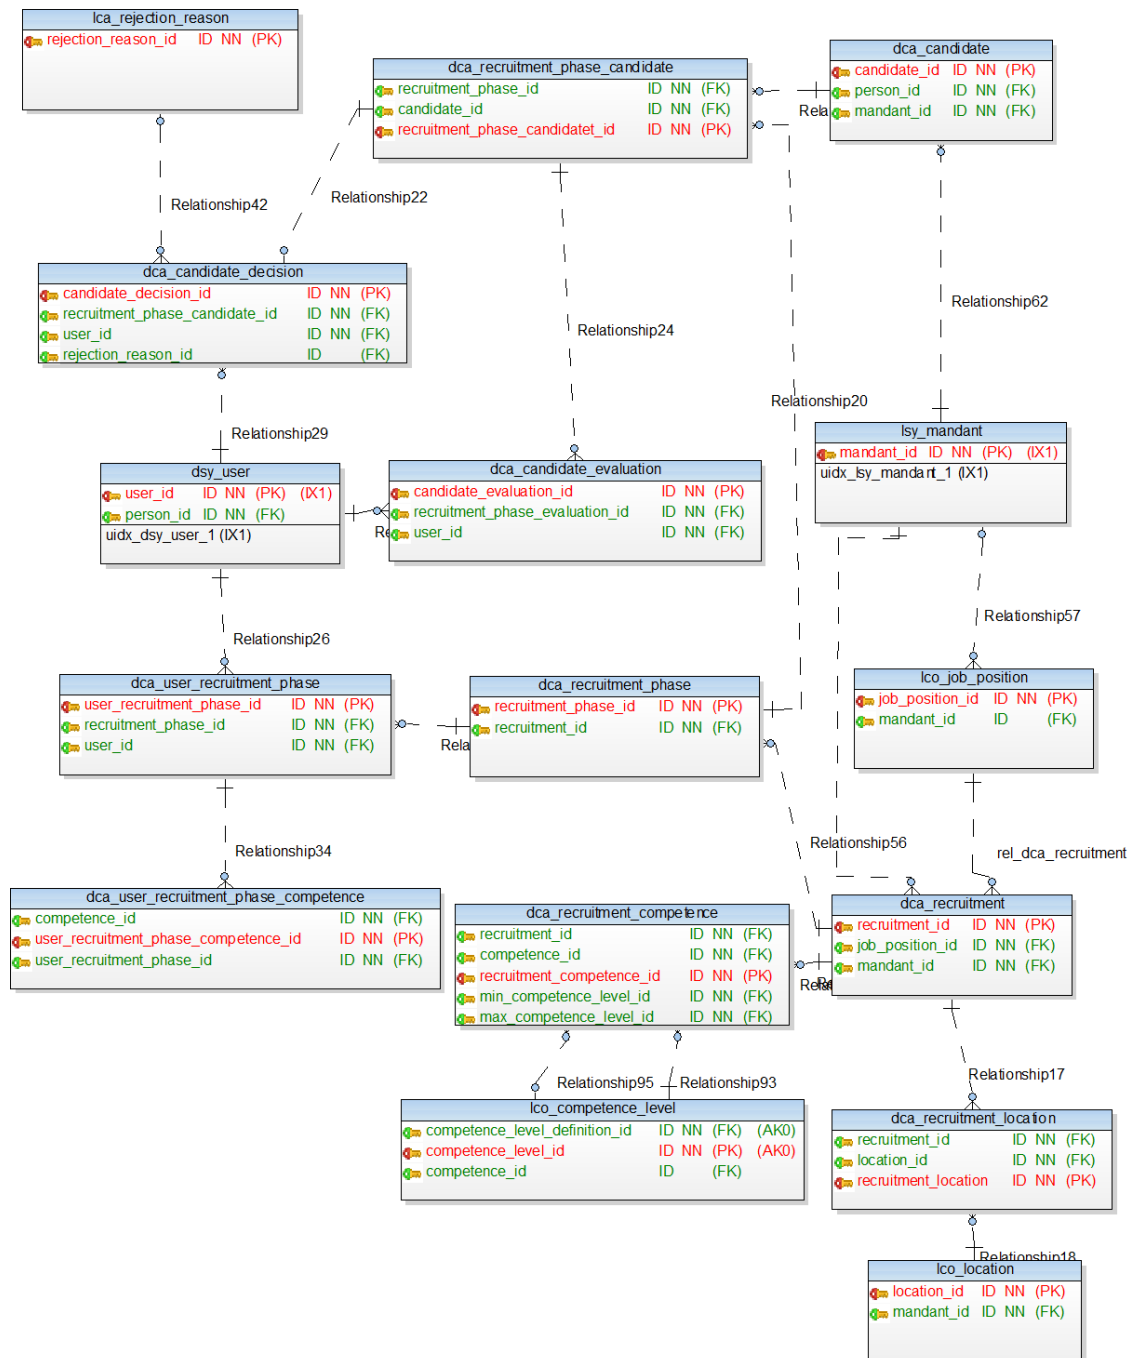 lca_rejection_reason
rejection_reason_id ID NN (PK)
dca_recruitment_phase_candidate
recruitment_phase_id ID NN (FK)
candidate_id ID NN (FK)
recruitment_phase_candidatet_id ID NN (PK)
dca_candidate
candidate_id ID NN (PK)
person_id ID NN (FK)
mandant_id ID NN (FK)
Rela
Relationship42
Relationship22
dca_candidate_decision
candidate_decision_id ID NN (PK)
recruitment_phase_candidate_id ID NN (FK)
user_id ID NN (FK)
rejection_reason_id ID (FK)
Relationship62
Relationship24
Relationship20
Relationship29
lsy_mandant
mandant_id ID NN (PK) (IX1)
uidx_lsy_mandant_1 (IX1)
dsy_user
user_id ID NN (PK) (IX1)
person_id ID NN (FK)
uidx_dsy_user_1 (IX1)
Re
dca_candidate_evaluation
candidate_evaluation_id ID NN (PK)
recruitment_phase_evaluation_id ID NN (FK)
user_id ID NN (FK)
Relationship57
Relationship26
dca_user_recruitment_phase
user_recruitment_phase_id ID NN (PK)
recruitment_phase_id ID NN (FK)
user_id ID NN (FK)
Rela
dca_recruitment_phase
recruitment_phase_id ID NN (PK)
recruitment_id ID NN (FK)
lco_job_position
job_position_id ID NN (PK)
mandant_id ID (FK)
Relationship34
Relationship56
rel_dca_recruitment
dca_user_recruitment_phase_competence
competence_id ID NN (FK)
user_recruitment_phase_competence_id ID NN (PK)
user_recruitment_phase_id ID NN (FK)
dca_recruitment_competence
recruitment_id ID NN (FK)
competence_id ID NN (FK)
recruitment_competence_id ID NN (PK)
min_competence_level_id ID NN (FK)
max_competence_level_id ID NN (FK)
dca_recruitment
recruitment_id ID NN (PK)
job_position_id ID NN (FK)
mandant_id ID NN (FK)
Relationship95
Relationship93
Relationship17
lco_competence_level
competence_level_definition_id ID NN (FK) (AK0)
competence_level_id ID NN (PK) (AK0)
competence_id ID (FK)
dca_recruitment_location
recruitment_id ID NN (FK)
location_id ID NN (FK)
recruitment_location ID NN (PK)
Relationship18
lco_location
location_id ID NN (PK)
mandant_id ID NN (FK)